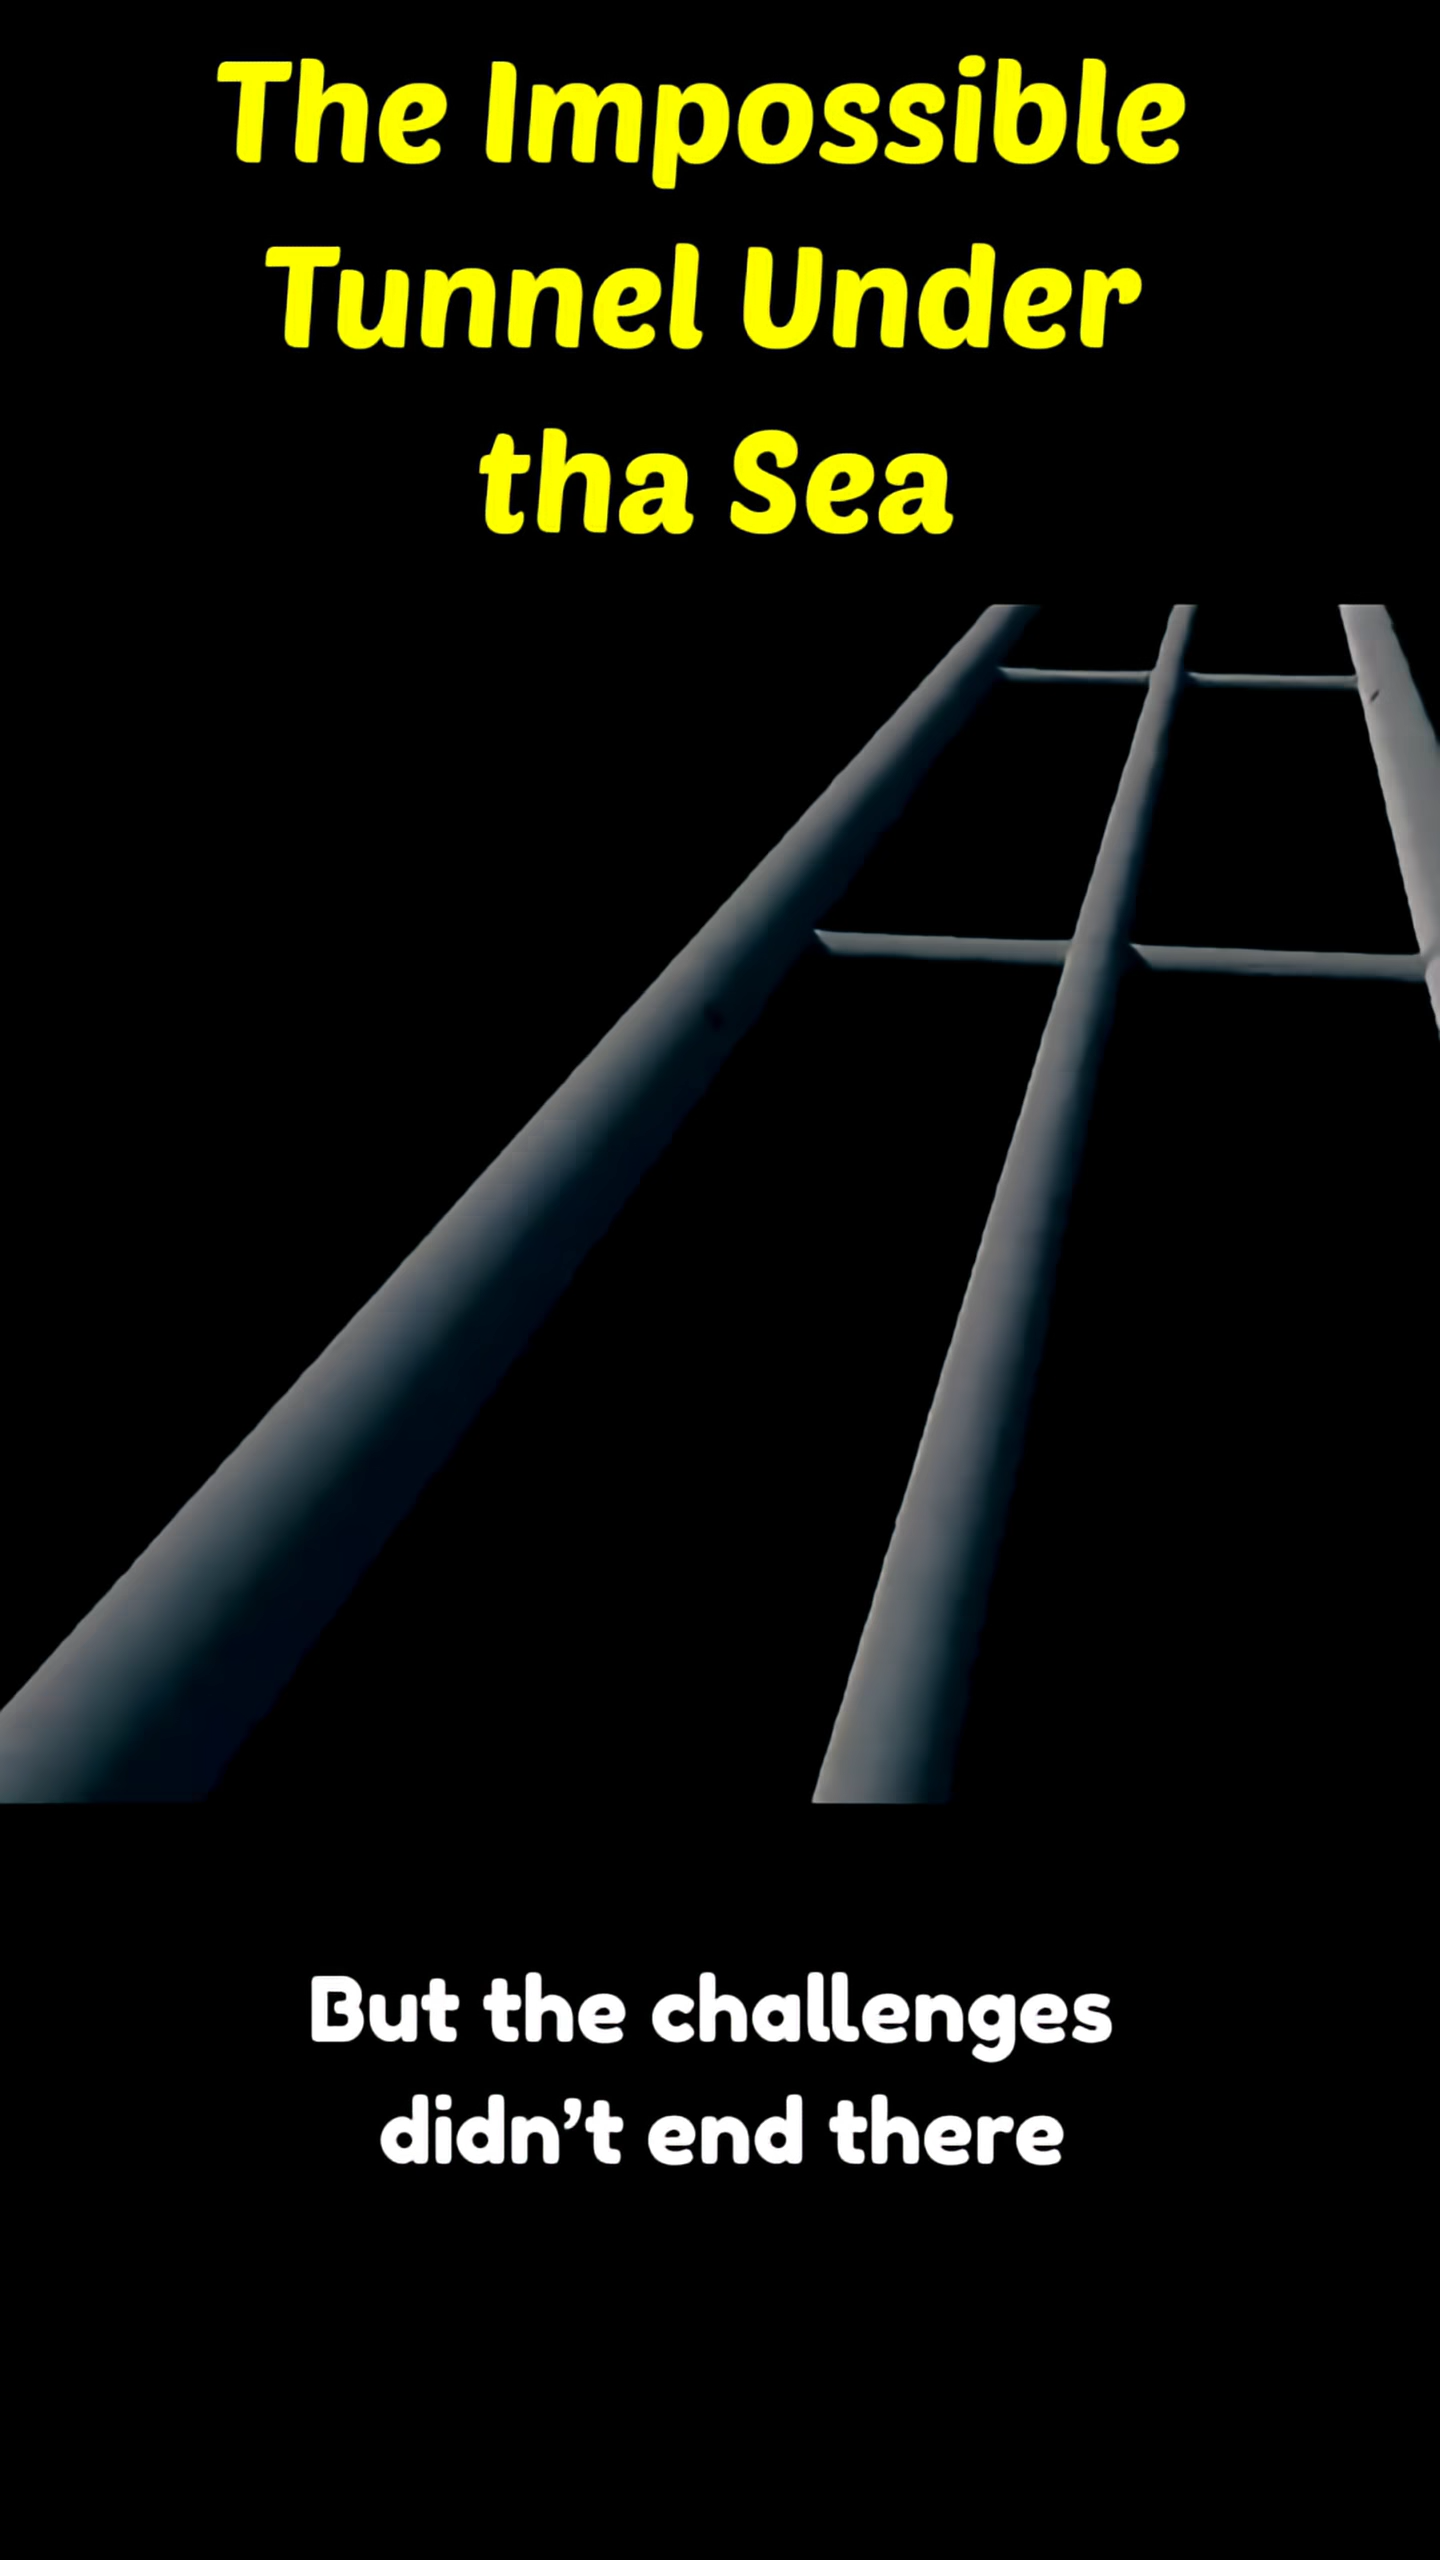 The Impossible
Tunnel Under
tha Sea
But the challenges
didn’t end there